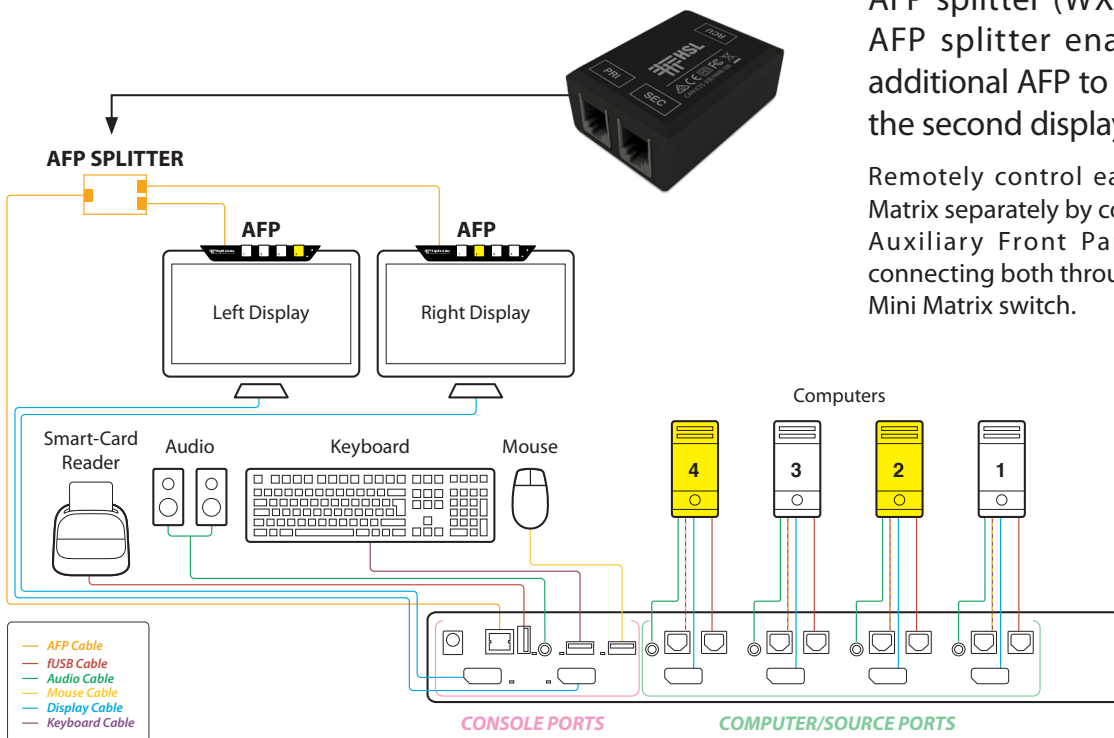 AFP splitter (WX
AFP splitter ena
additional AFP to
the second display
Remotely control ea
Matrix separately by co
Auxiliary Front Pa
connecting both throu
Mini Matrix switch.
HSL
RCU
PRI
SEC
AFP SPLITTER
AFP
AFP
Left Display
Right Display
Computers
4
3
2
1
Smart-Card
Reader
Audio
Keyboard
Mouse
AFP Cable
fUSB Cable
Audio Cable
Mouse Cable
Display Cable
Keyboard Cable
CONSOLE PORTS
COMPUTER/SOURCE PORTS